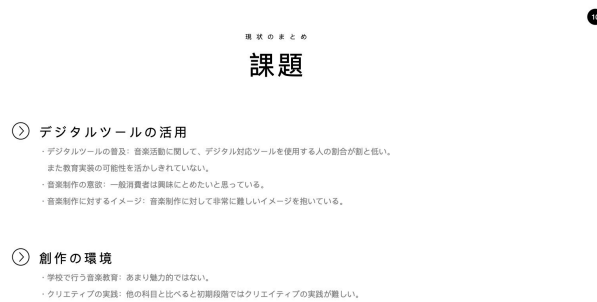 10
現状のまとめ
課題
デジタルツールの活用
・デジタルツールの普及：音楽活動に関して、デジタル対応ツールを使用する人の割合が割と低い。
また教育実装の可能性を活かしきれていない。
・音楽制作の意欲：一般消費者は興味にとめたいと思っている。
・音楽制作に対するイメージ：音楽制作に対して非常に難しいイメージを抱いている。
創作の環境
・学校で行う音楽教育：あまり魅力的ではない。
・クリエティブの実践：他の科目と比べると初期段階ではクリエイティブの実践が難しい。